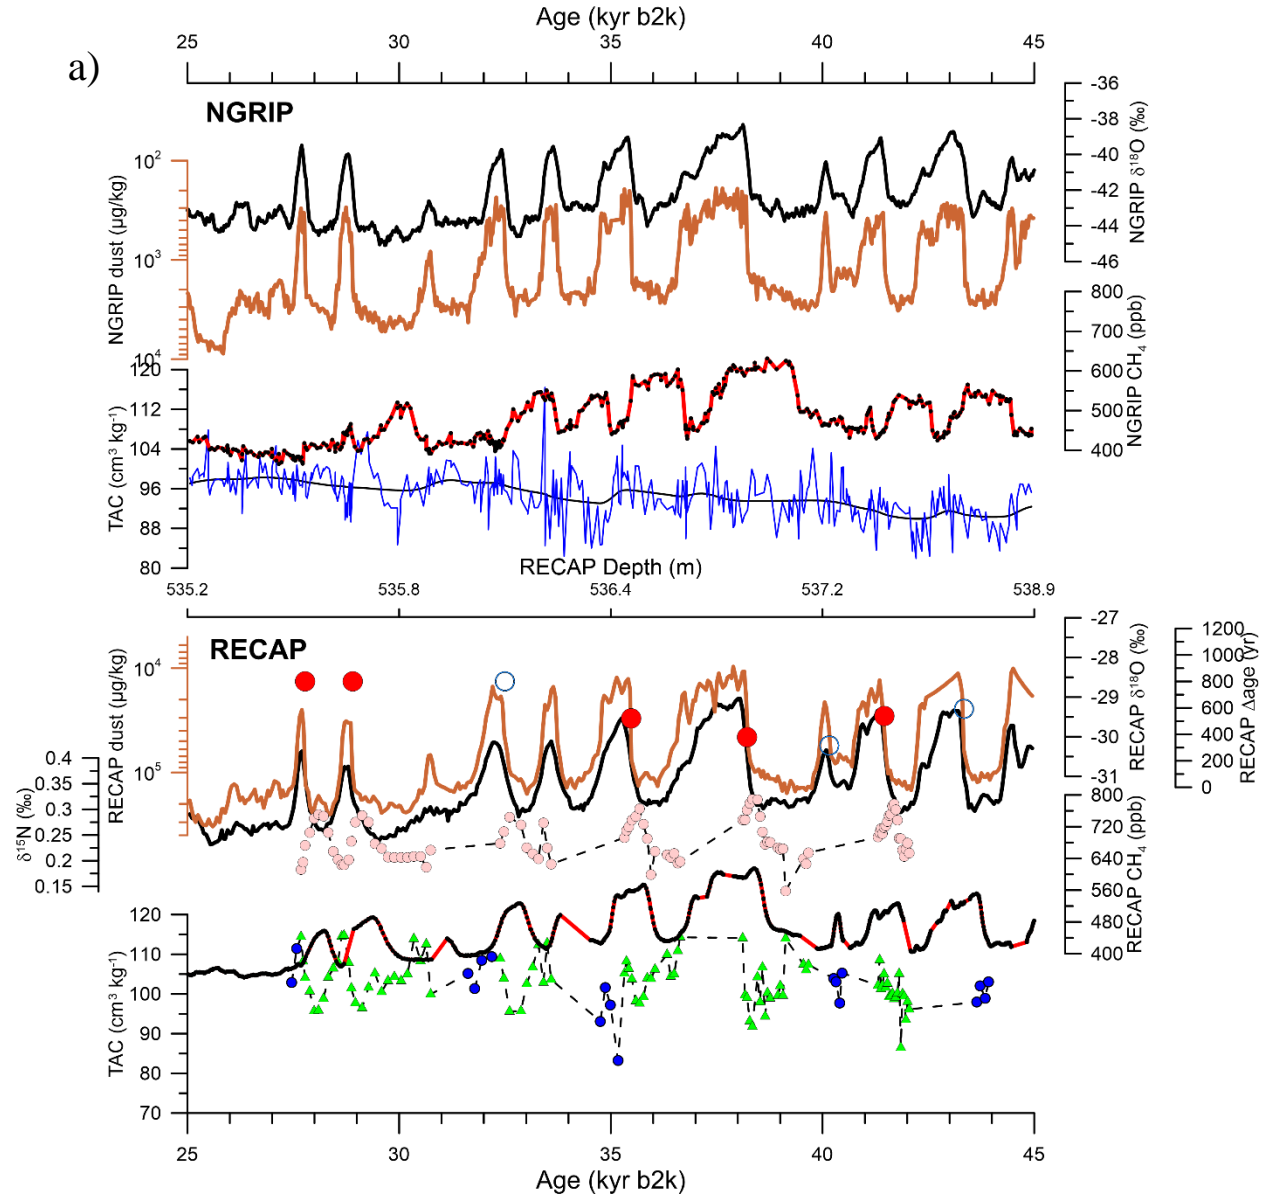 Age (kyr b2k)
25 30 35 40 45
a)
NGRIP
-36
-38
-40
-42
-44
-46
NGRIP δ¹⁸O (‰)
10²
10³
10⁴
NGRIP dust (µg/kg)
800
700
600
500
400
NGRIP CH₄ (ppb)
120
112
104
96
88
80
TAC (cm³ kg⁻¹)
RECAP Depth (m)
535.2 535.8 536.4 537.2 538.9
RECAP
-27
-28
-29
-30
-31
RECAP δ¹⁸O (‰)
1200
1000
800
600
400
200
0
RECAP Δage (yr)
10⁴
10⁵
RECAP dust (µg/kg)
0.4
0.35
0.3
0.25
0.2
0.15
δ¹⁵N (‰)
800
720
640
560
480
400
RECAP CH₄ (ppb)
120
110
100
90
80
70
TAC (cm³ kg⁻¹)
25 30 35 40 45
Age (kyr b2k)